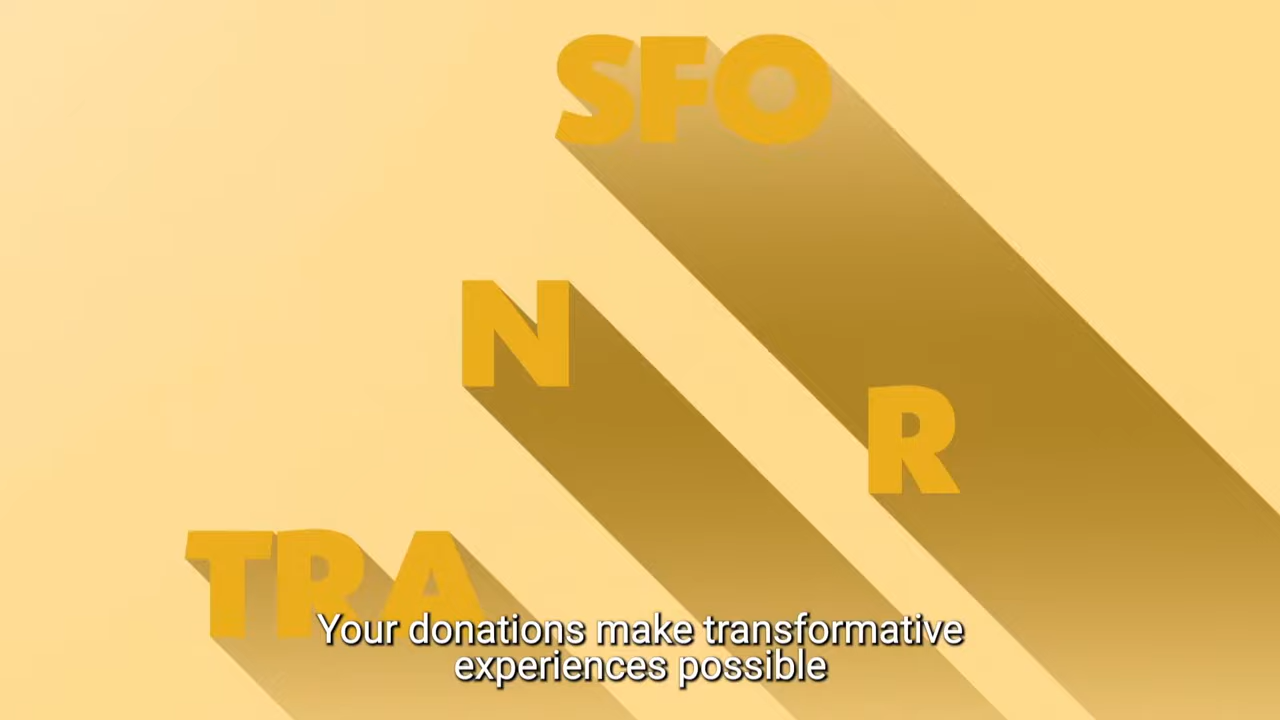 SFO
N
R
TRA
Your donations make transformative
experiences possible